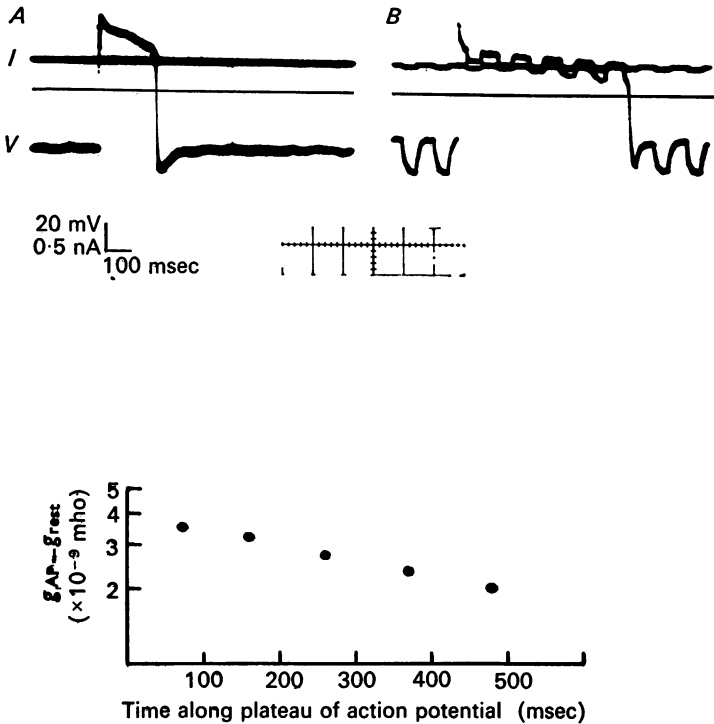 A
B
I
V
20 mV
0·5 nA
100 msec
gAP–grest
(×10⁻⁹ mho)
5
4
3
2
100 200 300 400 500
Time along plateau of action potential (msec)